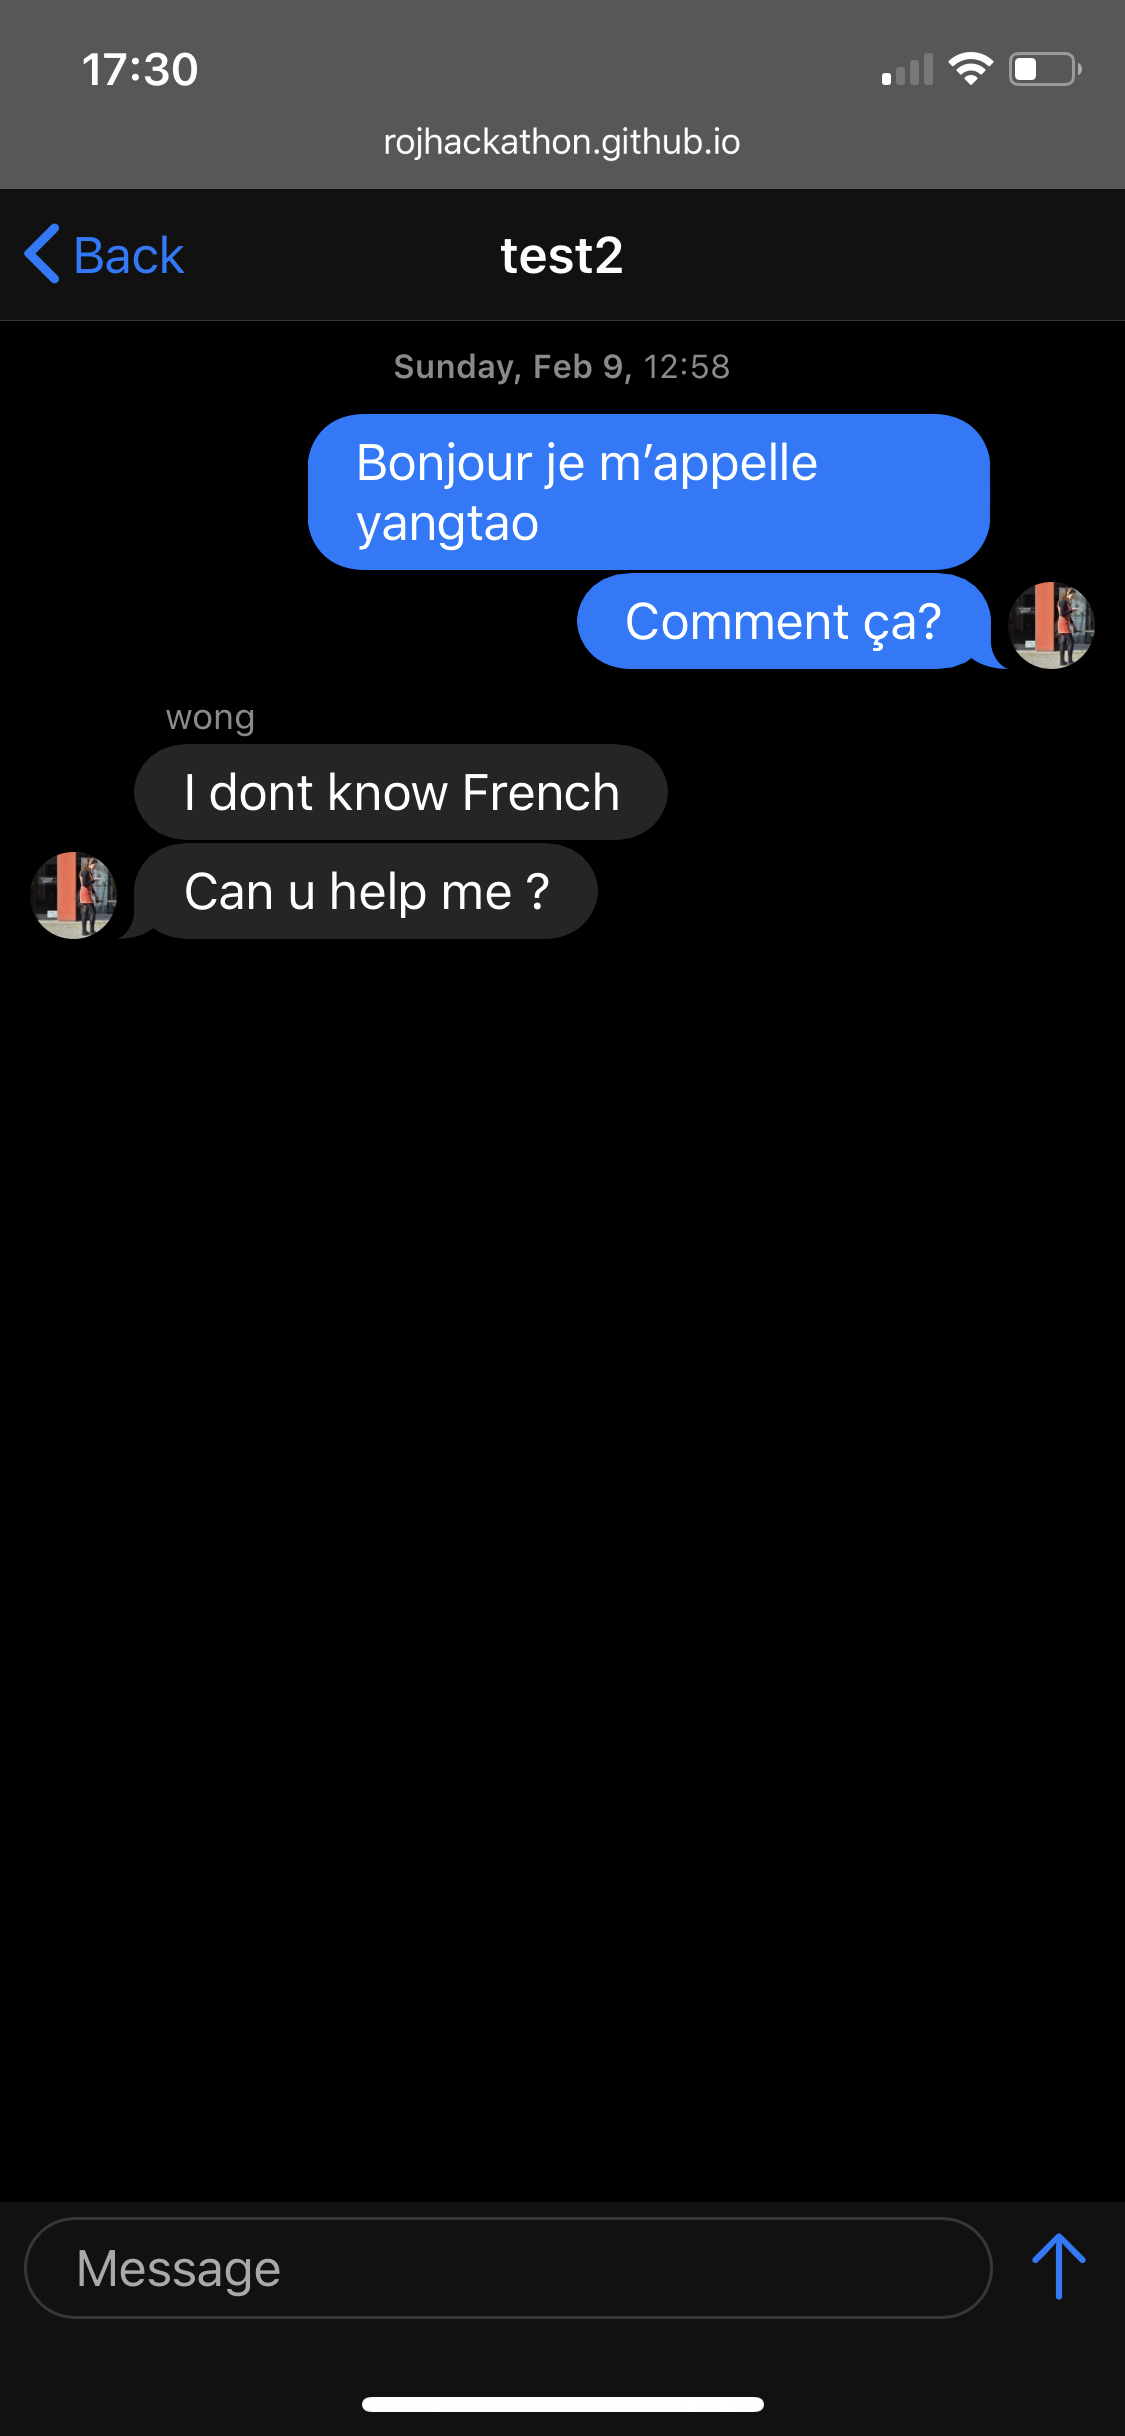 17:30
rojhackathon.github.io
Back
test2
Sunday, Feb 9, 12:58
Bonjour je m’appelle
yangtao
Comment ça?
wong
I dont know French
Can u help me ?
Message